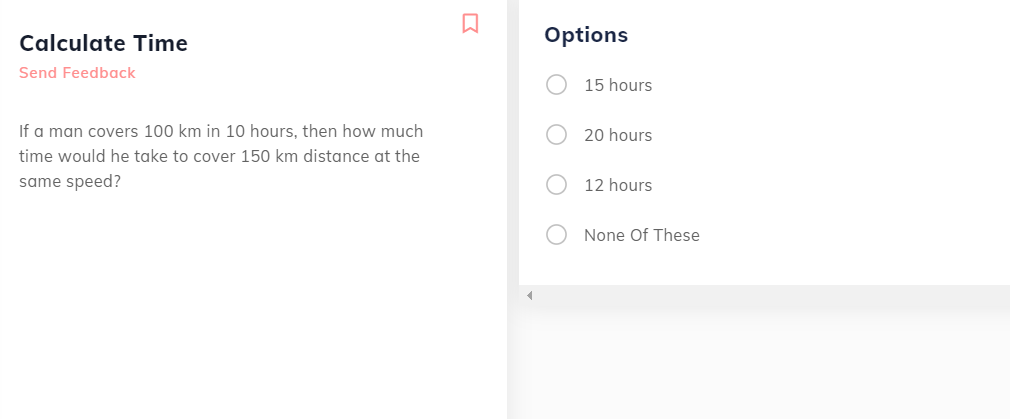 Calculate Time
Send Feedback
If a man covers 100 km in 10 hours, then how much
time would he take to cover 150 km distance at the
same speed?
Options
15 hours
20 hours
12 hours
None Of These